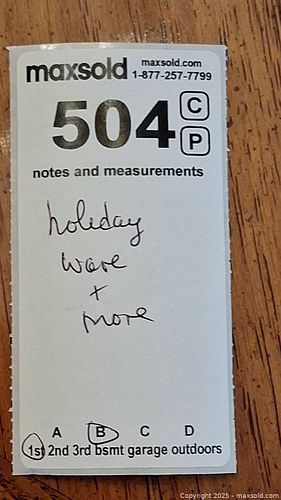 maxsold maxsold.com
1-877-257-7799
504 C
P
notes and measurements
holiday
ware
+
more
A B C D
1st 2nd 3rd bsmt garage outdoors
Copyright 2025 - maxsold.com